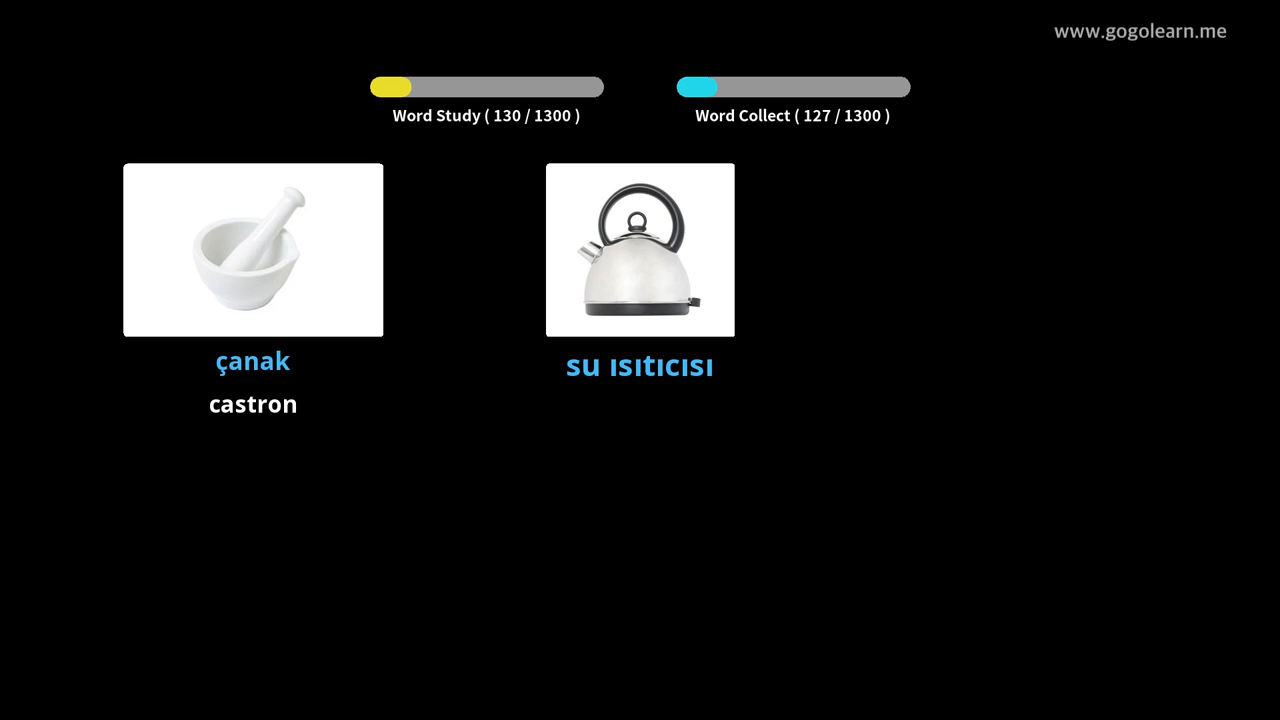 www.gogolearn.me
Word Study ( 130 / 1300 )
Word Collect ( 127 / 1300 )
çanak
castron
su ısıtıcısı